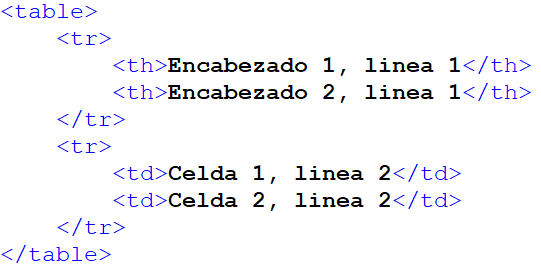 <table>
    <tr>
        <th>Encabezado 1, linea 1</th>
        <th>Encabezado 2, linea 1</th>
    </tr>
    <tr>
        <td>Celda 1, linea 2</td>
        <td>Celda 2, linea 2</td>
    </tr>
</table>